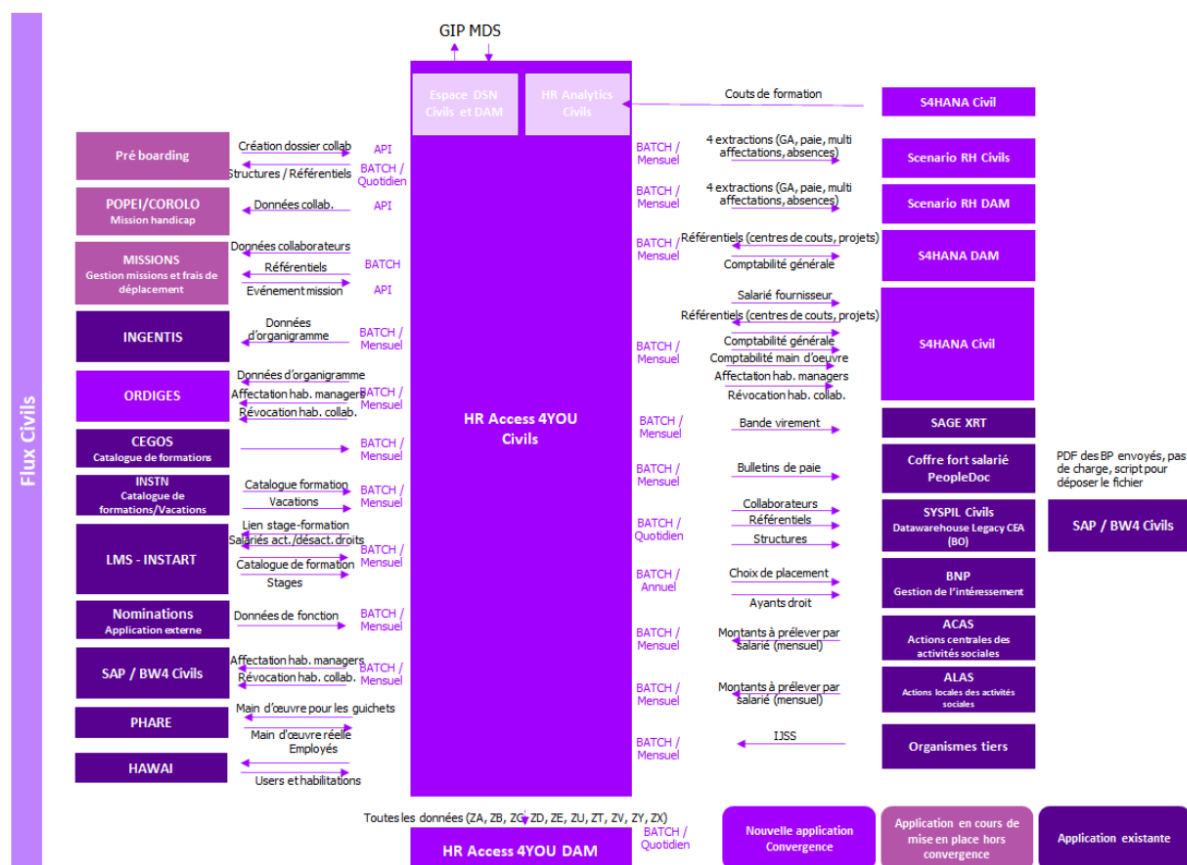 Flux Civils
GIP MDS
Espace DSN
Civils et DAM
HR Analytics
Civils
HR Access 4YOU
Civils
Pré boarding
Création dossier collab
API
Structures / Référentiels
BATCH /
Quotidien
POPEI/COROLO
Mission handicap
Données collab.
API
MISSIONS
Gestion missions et frais de
déplacement
Données collaborateurs
Référentiels
BATCH
Evénement mission
API
INGENTIS
Données
d'organigramme
BATCH /
Mensuel
ORDIGES
Données d'organigramme
Affectation hab. managers
Révocation hab. collab.
BATCH /
Mensuel
CEGOS
Catalogue de formations
BATCH /
Mensuel
INSTN
Catalogue de
formations/Vacations
Catalogue formation
Vacations
BATCH /
Mensuel
LMS - INSTART
Lien stage-formation
Salariés act./désact. droits
Catalogue de formation
Stages
BATCH /
Mensuel
Nominations
Application externe
Données de fonction
BATCH /
Mensuel
SAP / BW4 Civils
Affectation hab. managers
Révocation hab. collab.
BATCH /
Mensuel
PHARE
Main d'œuvre pour les guichets
Main d'œuvre réelle
HAWAI
Employés
Users et habilitations
Couts de formation
S4HANA Civil
BATCH /
Mensuel
4 extractions (GA, paie, multi
affectations, absences)
Scenario RH Civils
BATCH /
Mensuel
4 extractions (GA, paie, multi
affectations, absences)
Scenario RH DAM
BATCH /
Mensuel
Référentiels (centres de couts, projets)
Comptabilité générale
S4HANA DAM
BATCH /
Mensuel
Salarié fournisseur
Référentiels (centres de couts, projets)
Comptabilité générale
Comptabilité main d'oeuvre
Affectation hab. managers
Révocation hab. collab.
S4HANA Civil
BATCH /
Mensuel
Bande virement
SAGE XRT
BATCH /
Mensuel
Bulletins de paie
Coffre fort salarié
PeopleDoc
PDF des BP envoyés, pas
de charge, script pour
déposer le fichier
BATCH /
Quotidien
Collaborateurs
Référentiels
Structures
SYSPIL Civils
Datawarehouse Legacy CEA
(BO)
SAP / BW4 Civils
BATCH /
Annuel
Choix de placement
Ayants droit
BNP
Gestion de l'intéressement
BATCH /
Mensuel
Montants à prélever par
salarié (mensuel)
ACAS
Actions centrales des
activités sociales
BATCH /
Mensuel
Montants à prélever par
salarié (mensuel)
ALAS
Actions locales des activités
sociales
BATCH /
Mensuel
IJSS
Organismes tiers
Toutes les données (ZA, ZB, ZC, ZD, ZE, ZU, ZT, ZV, ZY, ZX)
BATCH /
Quotidien
HR Access 4YOU DAM
Nouvelle application
Convergence
Application en cours de
mise en place hors
convergence
Application existante